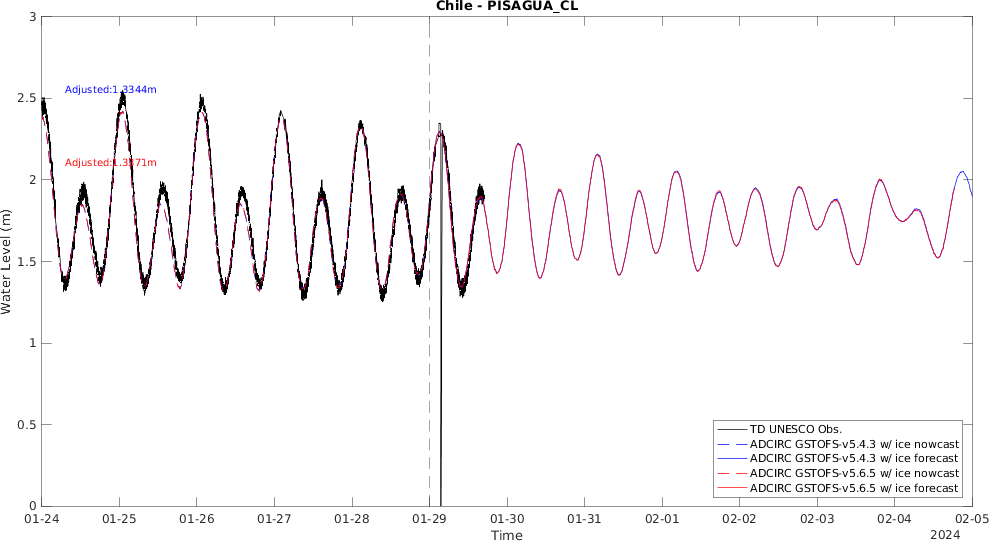 Chile - PISAGUA_CL
3
2.5
2
1.5
1
0.5
0
Water Level (m)
Adjusted:1.3344m
TD UNESCO Obs.
ADCIRC GSTOFS-v5.4.3 w/ ice nowcast
ADCIRC GSTOFS-v5.4.3 w/ ice forecast
ADCIRC GSTOFS-v5.6.5 w/ ice nowcast
ADCIRC GSTOFS-v5.6.5 w/ ice forecast
01-24 01-25 01-26 01-27 01-28 01-29 01-30 01-31 02-01 02-02 02-03 02-04 02-05
Time
2024